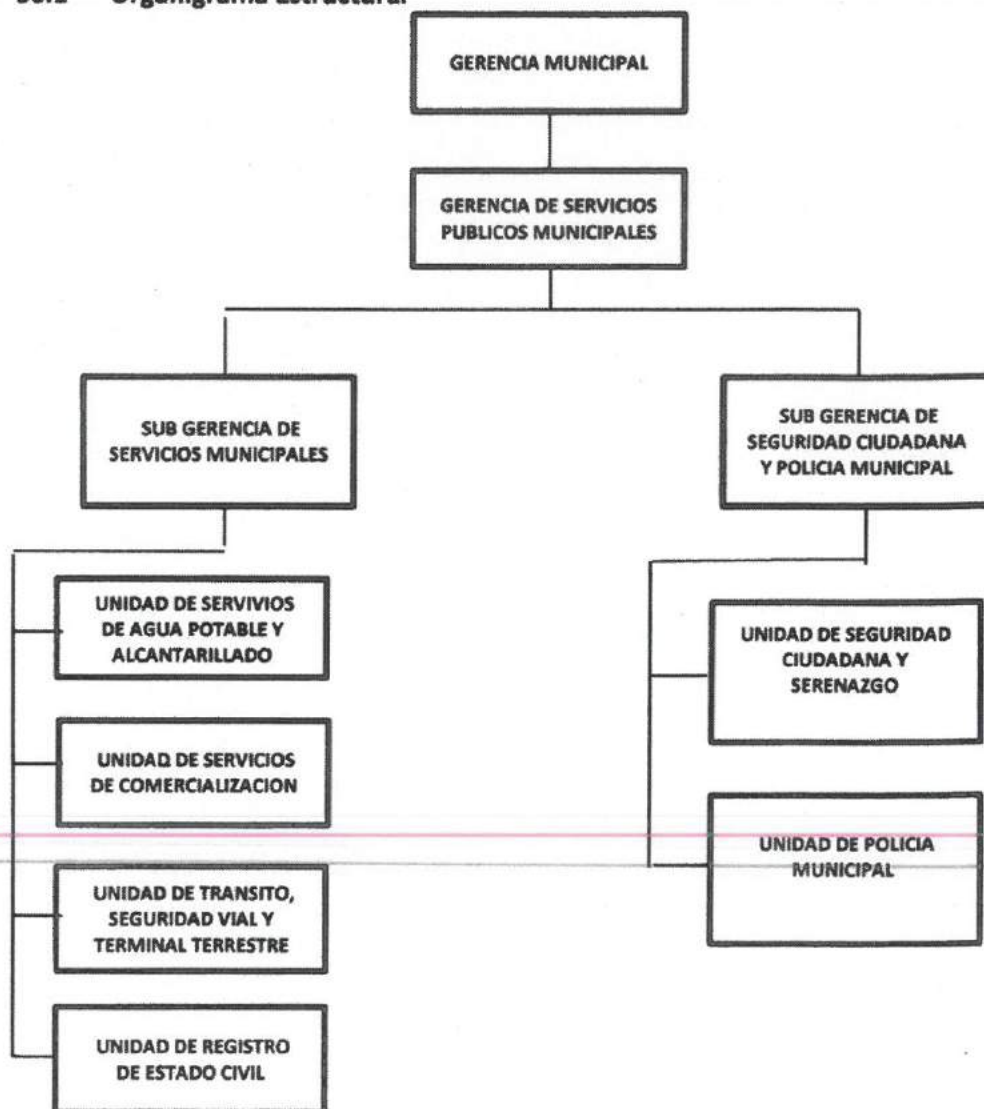 Organigrama Estructural
GERENCIA MUNICIPAL
GERENCIA DE SERVICIOS
PUBLICOS MUNICIPALES
SUB GERENCIA DE
SERVICIOS MUNICIPALES
SUB GERENCIA DE
SEGURIDAD CIUDADANA
Y POLICIA MUNICIPAL
UNIDAD DE SERVIVIOS
DE AGUA POTABLE Y
ALCANTARILLADO
UNIDAD DE SERVICIOS
DE COMERCIALIZACION
UNIDAD DE TRANSITO,
SEGURIDAD VIAL Y
TERMINAL TERRESTRE
UNIDAD DE REGISTRO
DE ESTADO CIVIL
UNIDAD DE SEGURIDAD
CIUDADANA Y
SERENAZGO
UNIDAD DE POLICIA
MUNICIPAL